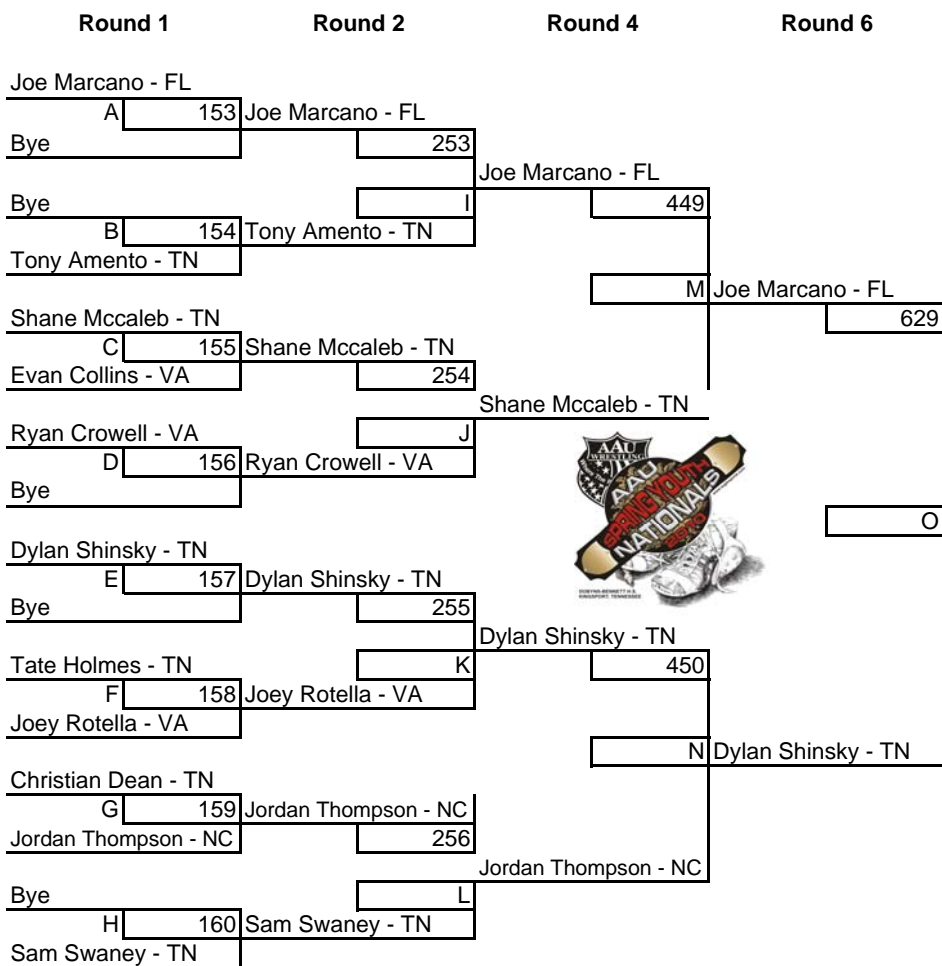 Round 1 Round 2 Round 4 Round 6
Joe Marcano - FL
A 153 Joe Marcano - FL
Bye 253
Joe Marcano - FL
Bye I 449
B 154 Tony Amento - TN
Tony Amento - TN
M Joe Marcano - FL
Shane Mccaleb - TN 629
C 155 Shane Mccaleb - TN
Evan Collins - VA 254
Shane Mccaleb - TN
Ryan Crowell - VA J
D 156 Ryan Crowell - VA
Bye
AAU
WRESTLING
AAU
SPRING YOUTH
NATIONALS
2010
DOBYNS-BENNETT H.S.
KINGSPORT, TENNESSEE
O
Dylan Shinsky - TN
E 157 Dylan Shinsky - TN
Bye 255
Dylan Shinsky - TN
Tate Holmes - TN K 450
F 158 Joey Rotella - VA
Joey Rotella - VA
N Dylan Shinsky - TN
Christian Dean - TN
G 159 Jordan Thompson - NC
Jordan Thompson - NC 256
Jordan Thompson - NC
Bye L
H 160 Sam Swaney - TN
Sam Swaney - TN